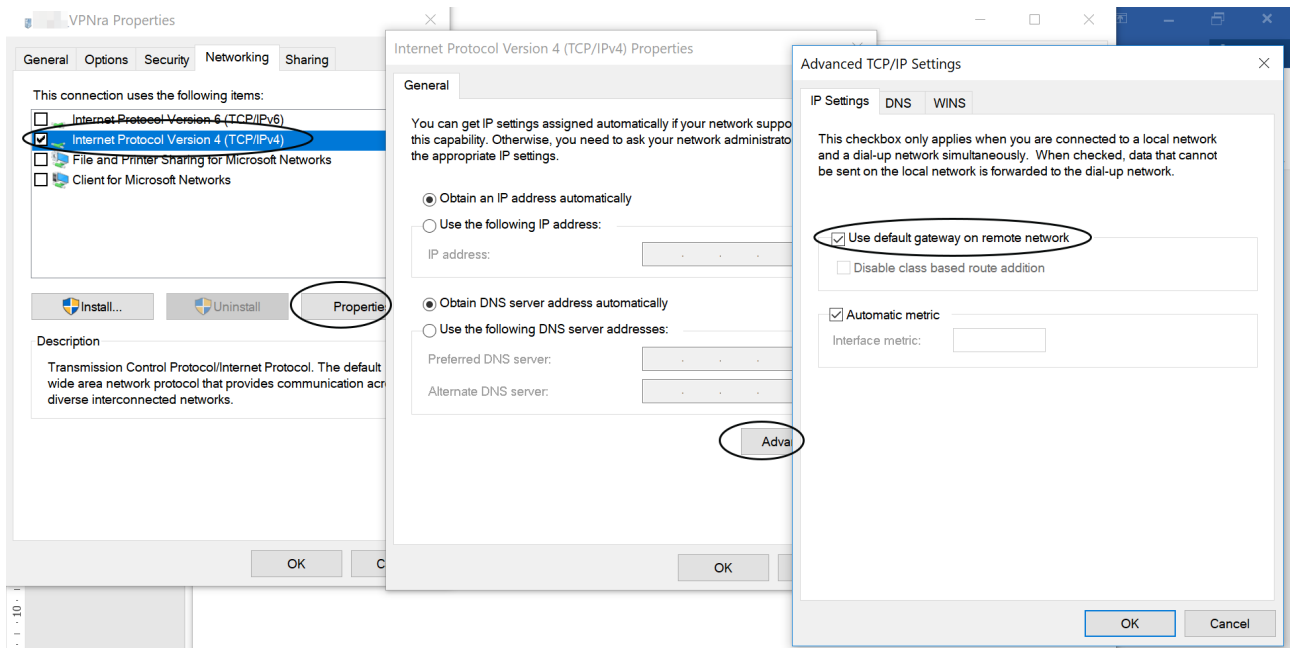 VPNra Properties
General Options Security Networking Sharing
This connection uses the following items:
Internet Protocol Version 6 (TCP/IPv6)
Internet Protocol Version 4 (TCP/IPv4)
File and Printer Sharing for Microsoft Networks
Client for Microsoft Networks
Install...
Uninstall
Propertie
Description
Transmission Control Protocol/Internet Protocol. The default
wide area network protocol that provides communication acr
diverse interconnected networks.
OK
C
10
Internet Protocol Version 4 (TCP/IPv4) Properties
General
You can get IP settings assigned automatically if your network suppo
this capability. Otherwise, you need to ask your network administrato
the appropriate IP settings.
Obtain an IP address automatically
Use the following IP address:
IP address:
Obtain DNS server address automatically
Use the following DNS server addresses:
Preferred DNS server:
Alternate DNS server:
Adva
OK
Advanced TCP/IP Settings
IP Settings DNS WINS
This checkbox only applies when you are connected to a local network
and a dial-up network simultaneously. When checked, data that cannot
be sent on the local network is forwarded to the dial-up network.
Use default gateway on remote network
Disable class based route addition
Automatic metric
Interface metric:
OK
Cancel